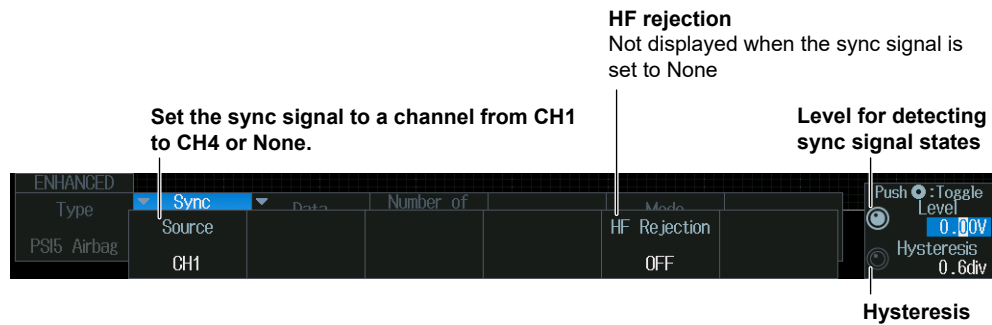 HF rejection
Not displayed when the sync signal is
set to None
Set the sync signal to a channel from CH1
to CH4 or None.
Level for detecting
sync signal states
ENHANCED
Type
PSI5 Airbag
Sync
Data
Number of
Mode
Source
CH1
HF Rejection
OFF
Push :Toggle
Level
0.00V
Hysteresis
0.6div
Hysteresis